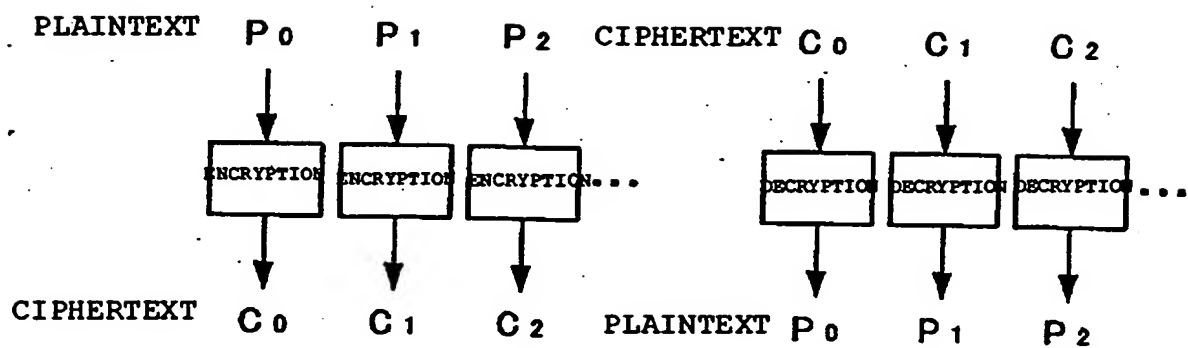 PLAINTEXT P0 P1 P2 CIPHERTEXT C0 C1 C2
ENCRYPTION ENCRYPTION ENCRYPTION... DECRYPTION DECRYPTION DECRYPTION...
CIPHERTEXT C0 C1 C2 PLAINTEXT P0 P1 P2